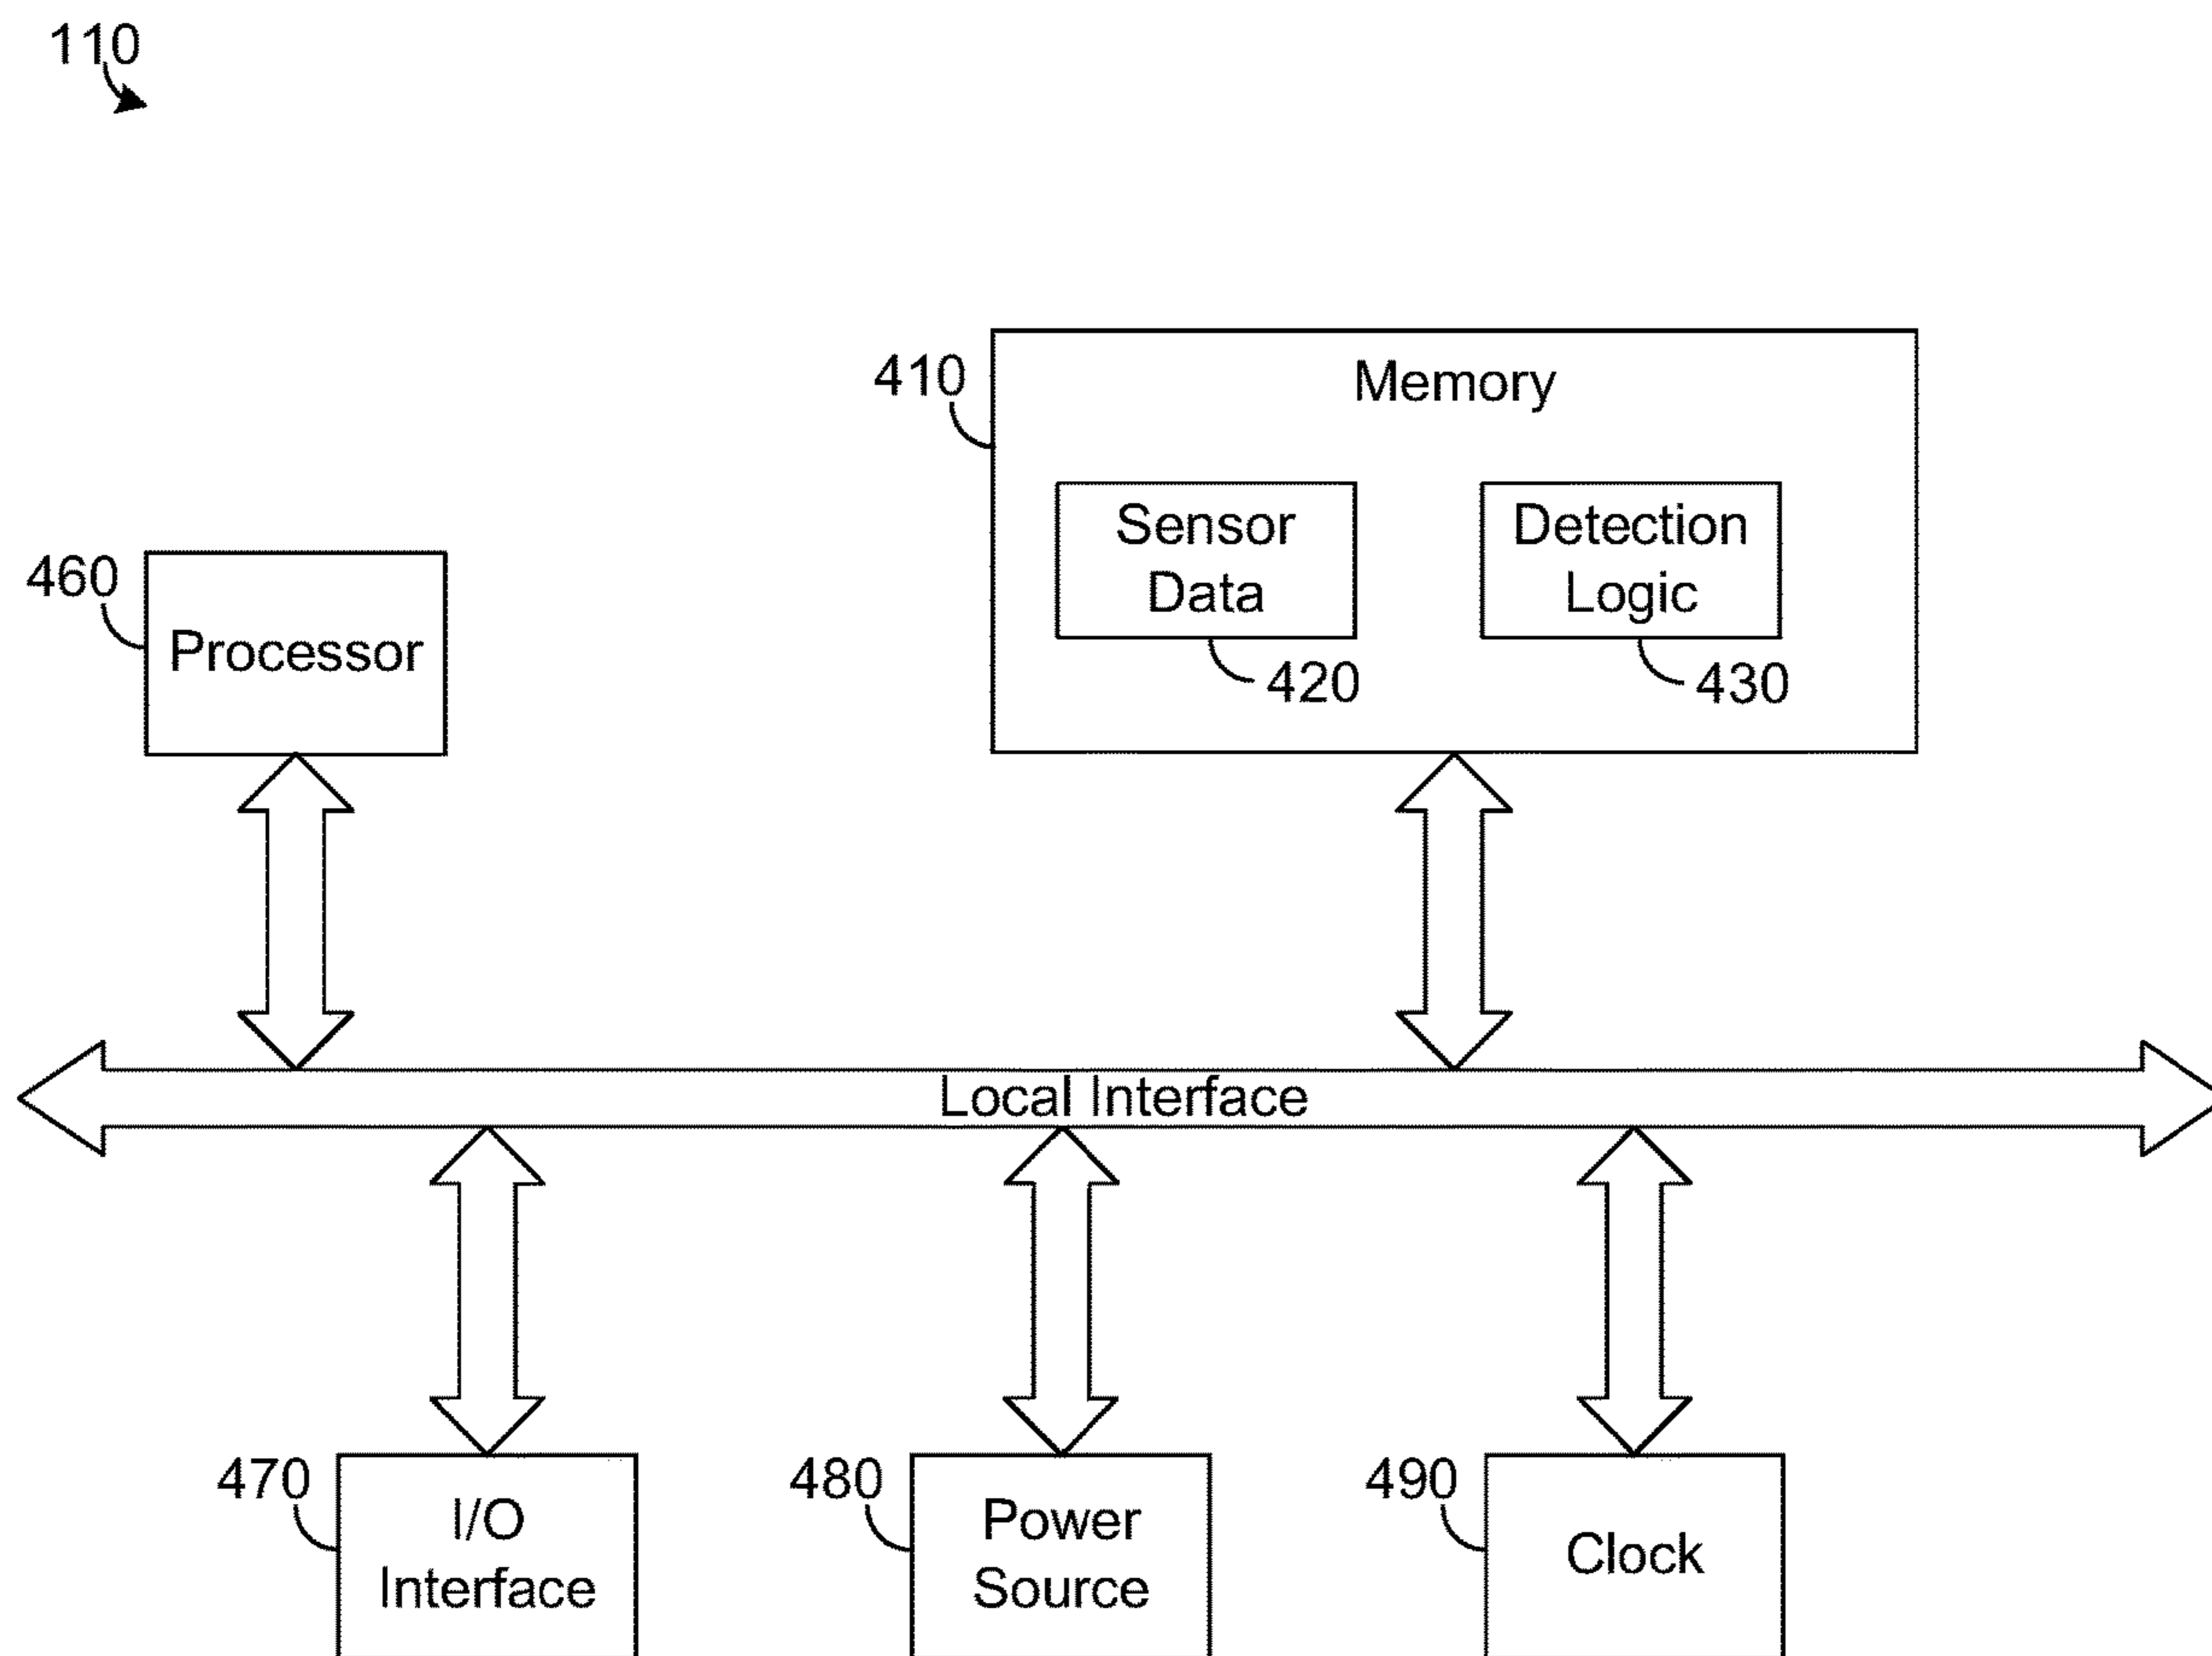 110
410
Memory
Sensor
Data
420
Detection
Logic
430
460
Processor
Local Interface
470
I/O
Interface
480
Power
Source
490
Clock